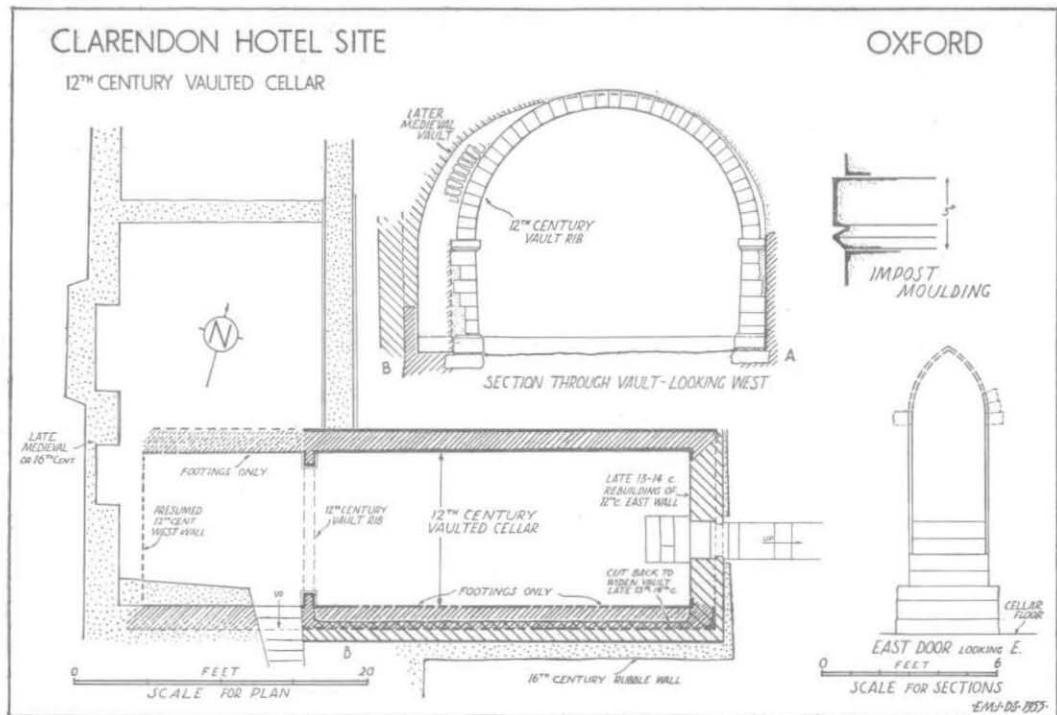 CLARENDON HOTEL SITE
OXFORD
12TH CENTURY VAULTED CELLAR
LATER
MEDIEVAL
VAULT
12TH CENTURY
VAULT RIB
B
A
SECTION THROUGH VAULT-LOOKING WEST
IMPOST
MOULDING
N
LATE
MEDIEVAL
OR 16TH CENT
FOOTINGS ONLY
PRESUMED
12TH CENT
WEST WALL
12TH CENTURY
VAULT RIB
12TH CENTURY
VAULTED CELLAR
LATE 13-14 C.
REBUILDING OF
12TH C. EAST WALL
UP
CUT BACK TO
WIDEN VAULT
LATE 13TH-14TH C.
FOOTINGS ONLY
B
16TH CENTURY RUBBLE WALL
0 FEET 20
SCALE FOR PLAN
CELLAR
FLOOR
EAST DOOR LOOKING E.
0 FEET 6
SCALE FOR SECTIONS